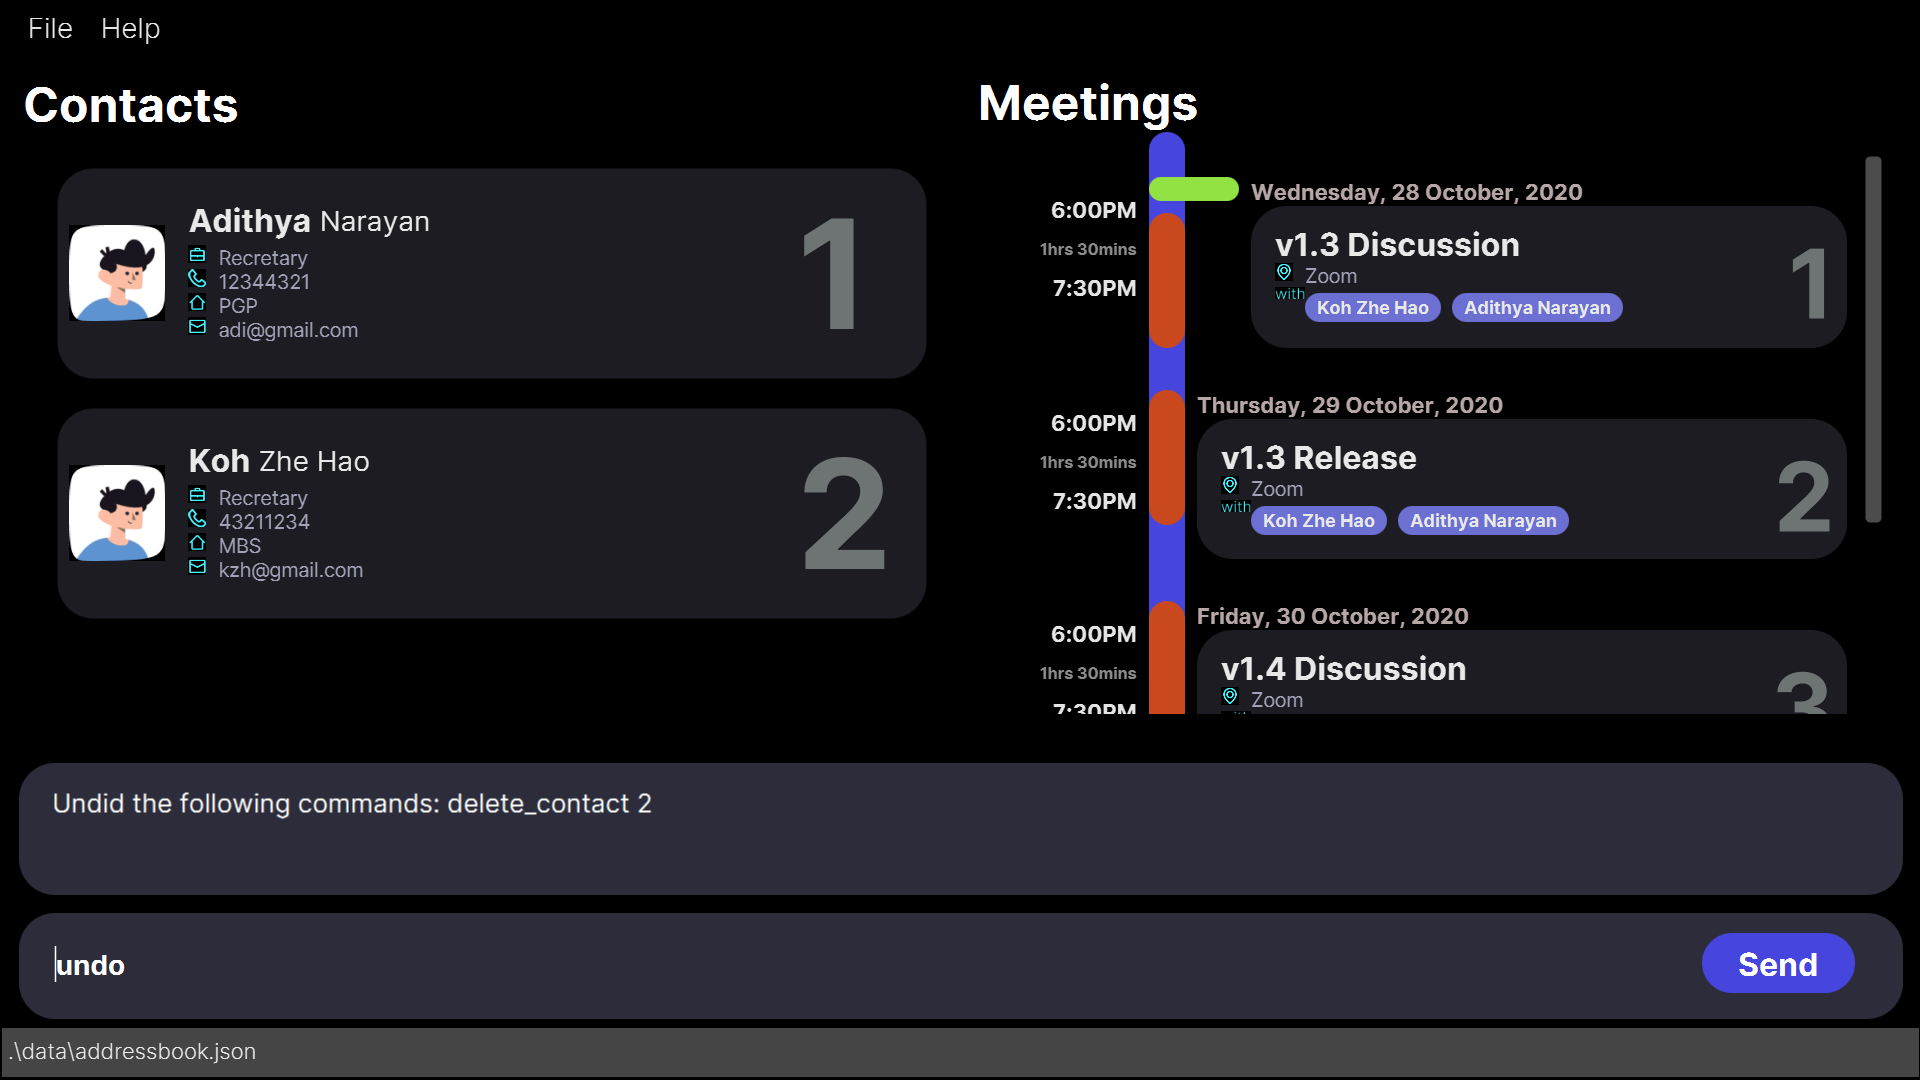 File Help
Contacts
Adithya Narayan
Recretary
12344321
PGP
adi@gmail.com
1
Koh Zhe Hao
Recretary
43211234
MBS
kzh@gmail.com
2
Meetings
Wednesday, 28 October, 2020
6:00PM
1hrs 30mins
7:30PM
v1.3 Discussion
Zoom
with Koh Zhe Hao Adithya Narayan
1
Thursday, 29 October, 2020
6:00PM
1hrs 30mins
7:30PM
v1.3 Release
Zoom
with Koh Zhe Hao Adithya Narayan
2
Friday, 30 October, 2020
6:00PM
1hrs 30mins
7:30PM
v1.4 Discussion
Zoom
3
Undid the following commands: delete_contact 2
undo
Send
.\data\addressbook.json